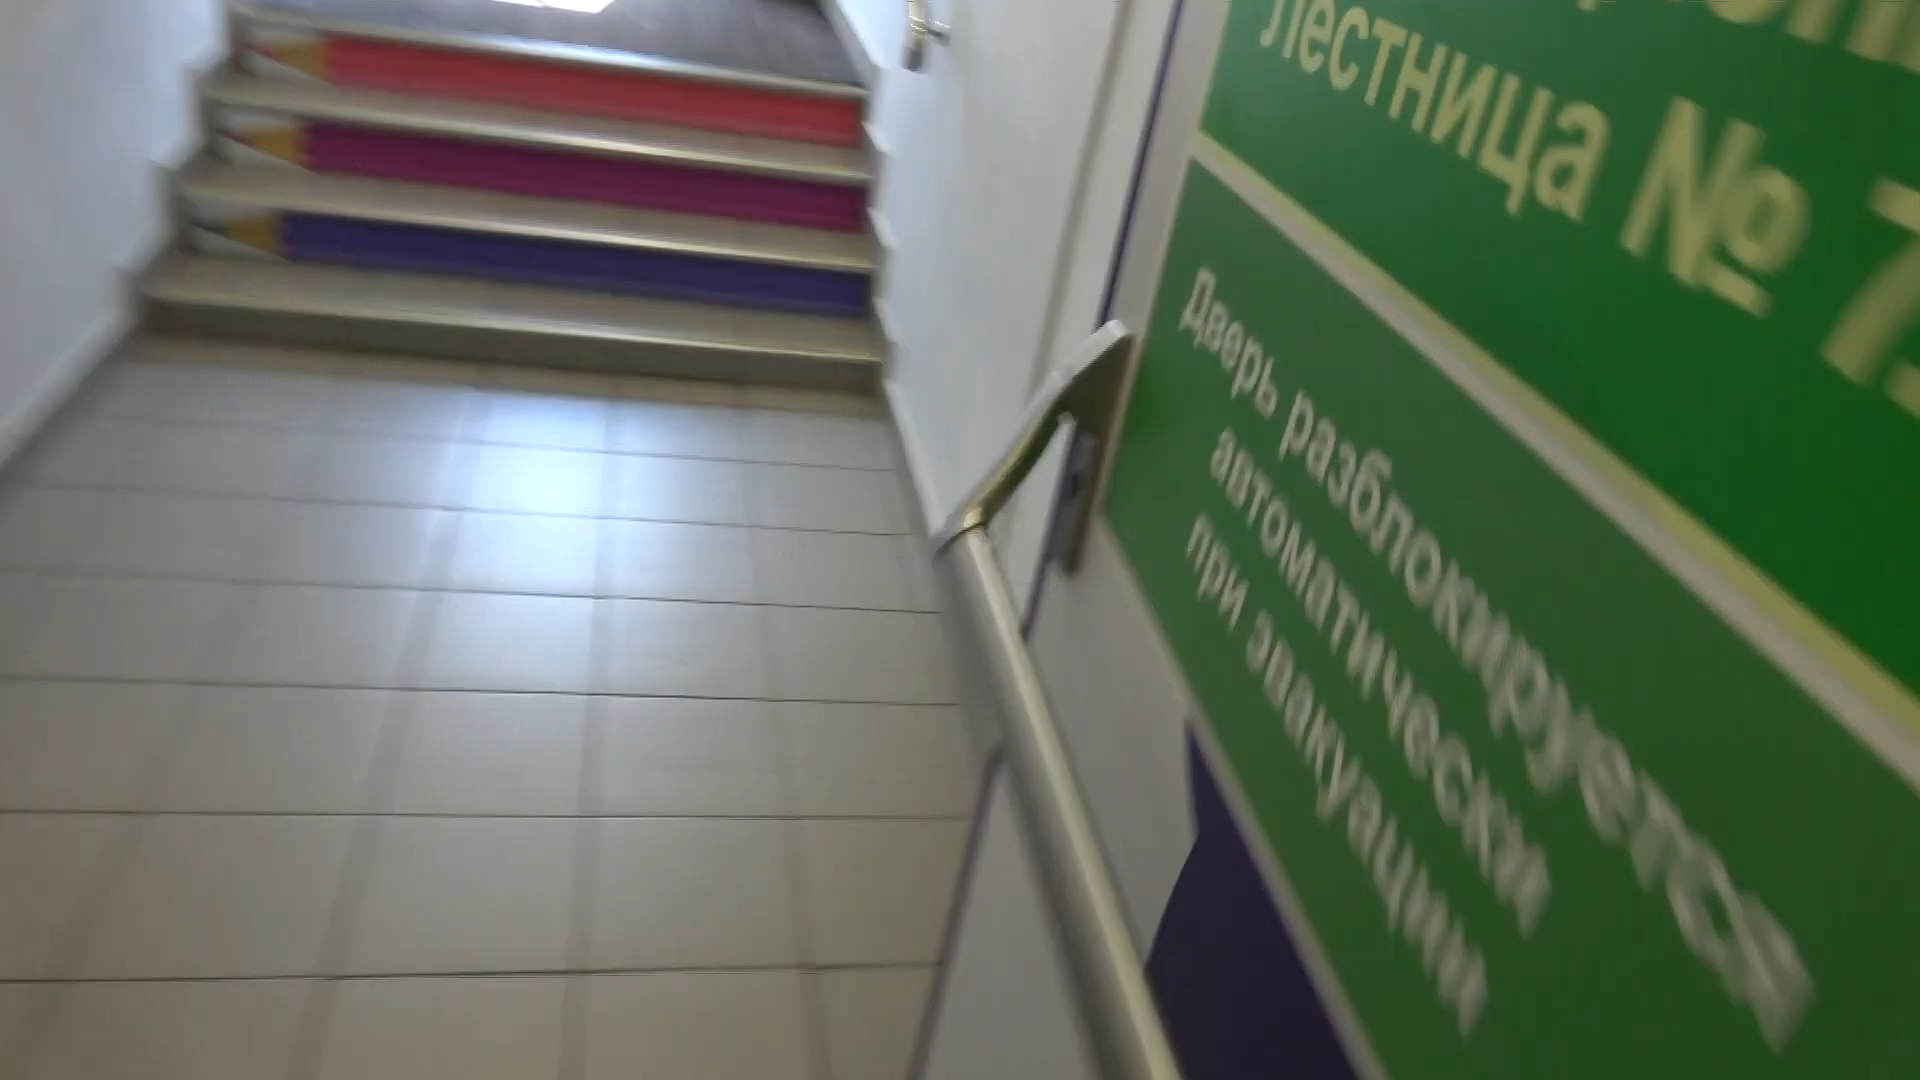 лестница №
Дверь разблокируется
автоматически
при эвакуации